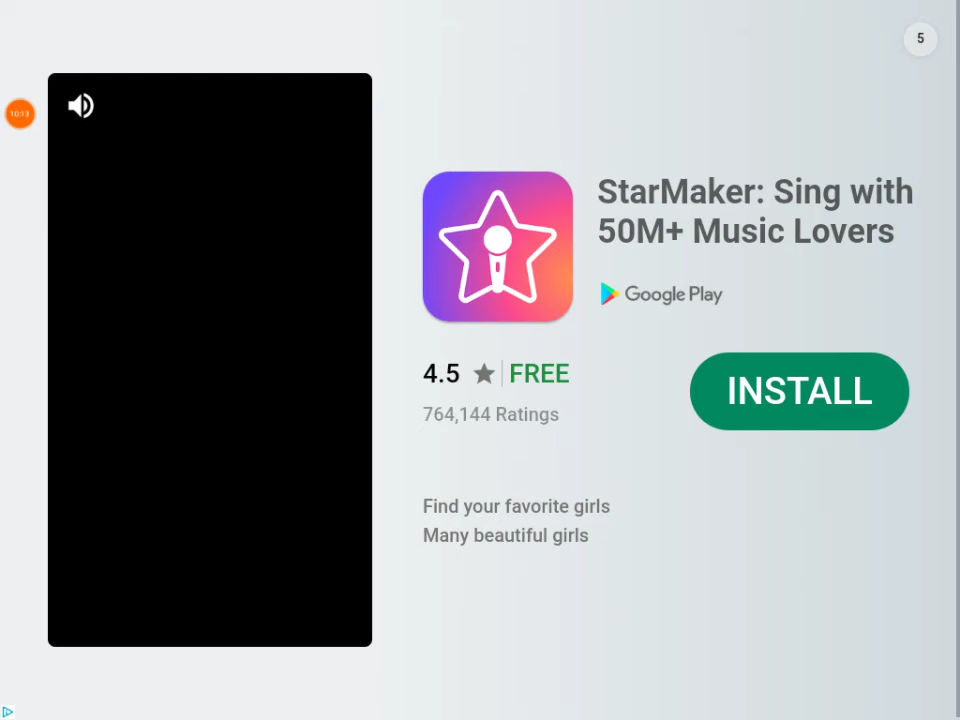 5
10:13
StarMaker: Sing with
50M+ Music Lovers
Google Play
4.5 FREE
INSTALL
764,144 Ratings
Find your favorite girls
Many beautiful girls